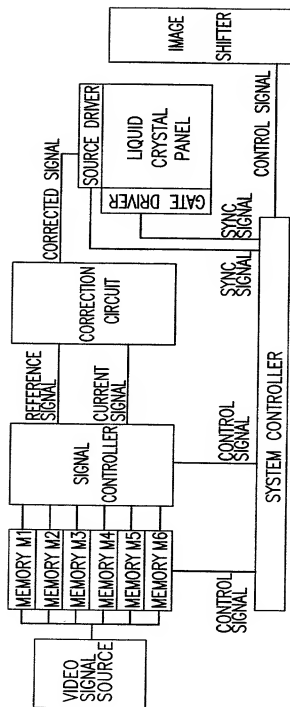 VIDEO
SIGNAL
SOURCE
MEMORY M1
MEMORY M2
MEMORY M3
MEMORY M4
MEMORY M5
MEMORY M6
CONTROL
SIGNAL
SIGNAL
CONTROLLER
CONTROL
SIGNAL
REFERENCE
SIGNAL
CURRENT
SIGNAL
CORRECTION
CIRCUIT
CORRECTED SIGNAL
SOURCE DRIVER
GATE DRIVER
LIQUID
CRYSTAL
PANEL
SYNC
SIGNAL
SYNC
SIGNAL
SYSTEM CONTROLLER
CONTROL SIGNAL
IMAGE
SHIFTER